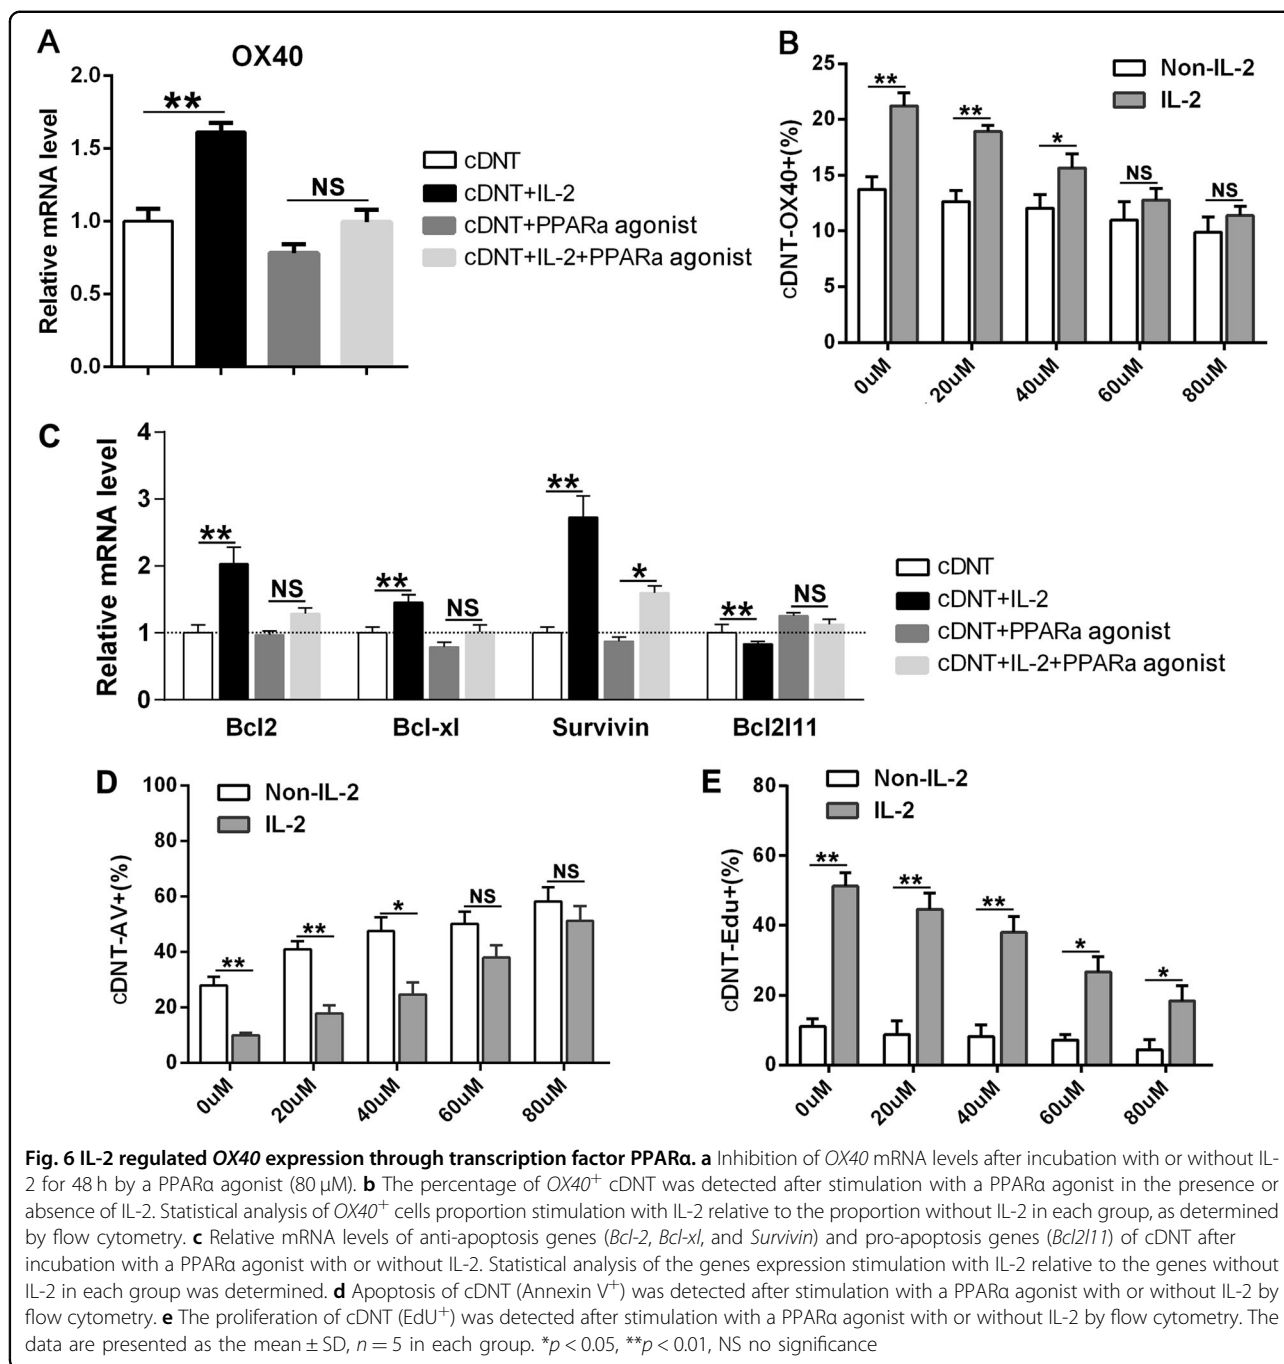 A
OX40
Relative mRNA level
2.0
1.5
1.0
0.5
0.0
**
NS
cDNT
cDNT+IL-2
cDNT+PPARa agonist
cDNT+IL-2+PPARa agonist
B
cDNT-OX40+(%)
25
20
15
10
5
0
Non-IL-2
IL-2
**
**
*
NS
NS
0uM
20uM
40uM
60uM
80uM
C
Relative mRNA level
4
3
2
1
0
**
NS
**
NS
**
*
**
NS
Bcl2
Bcl-xl
Survivin
Bcl2l11
cDNT
cDNT+IL-2
cDNT+PPARa agonist
cDNT+IL-2+PPARa agonist
D
cDNT-AV+(%)
100
80
60
40
20
0
Non-IL-2
IL-2
**
**
*
NS
NS
0uM
20uM
40uM
60uM
80uM
E
cDNT-Edu+(%)
80
60
40
20
0
Non-IL-2
IL-2
**
**
**
*
*
0uM
20uM
40uM
60uM
80uM
Fig. 6 IL-2 regulated OX40 expression through transcription factor PPARα. a Inhibition of OX40 mRNA levels after incubation with or without IL-
2 for 48 h by a PPARα agonist (80 μM). b The percentage of OX40⁺ cDNT was detected after stimulation with a PPARα agonist in the presence or
absence of IL-2. Statistical analysis of OX40⁺ cells proportion stimulation with IL-2 relative to the proportion without IL-2 in each group, as determined
by flow cytometry. c Relative mRNA levels of anti-apoptosis genes (Bcl-2, Bcl-xl, and Survivin) and pro-apoptosis genes (Bcl2l11) of cDNT after
incubation with a PPARα agonist with or without IL-2. Statistical analysis of the genes expression stimulation with IL-2 relative to the genes without
IL-2 in each group was determined. d Apoptosis of cDNT (Annexin V⁺) was detected after stimulation with a PPARα agonist with or without IL-2 by
flow cytometry. e The proliferation of cDNT (EdU⁺) was detected after stimulation with a PPARα agonist with or without IL-2 by flow cytometry. The
data are presented as the mean ± SD, n = 5 in each group. *p < 0.05, **p < 0.01, NS no significance